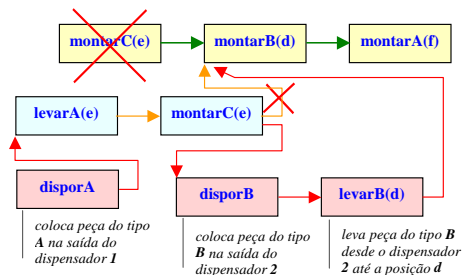 montarC(e) montarB(d) montarA(f)
levarA(e) montarC(e)
disporA disporB levarB(d)
coloca peça do tipo
A na saída do
dispensador 1
coloca peça do tipo
B na saída do
dispensador 2
leva peça do tipo B
desde o dispensador
2 até a posição d